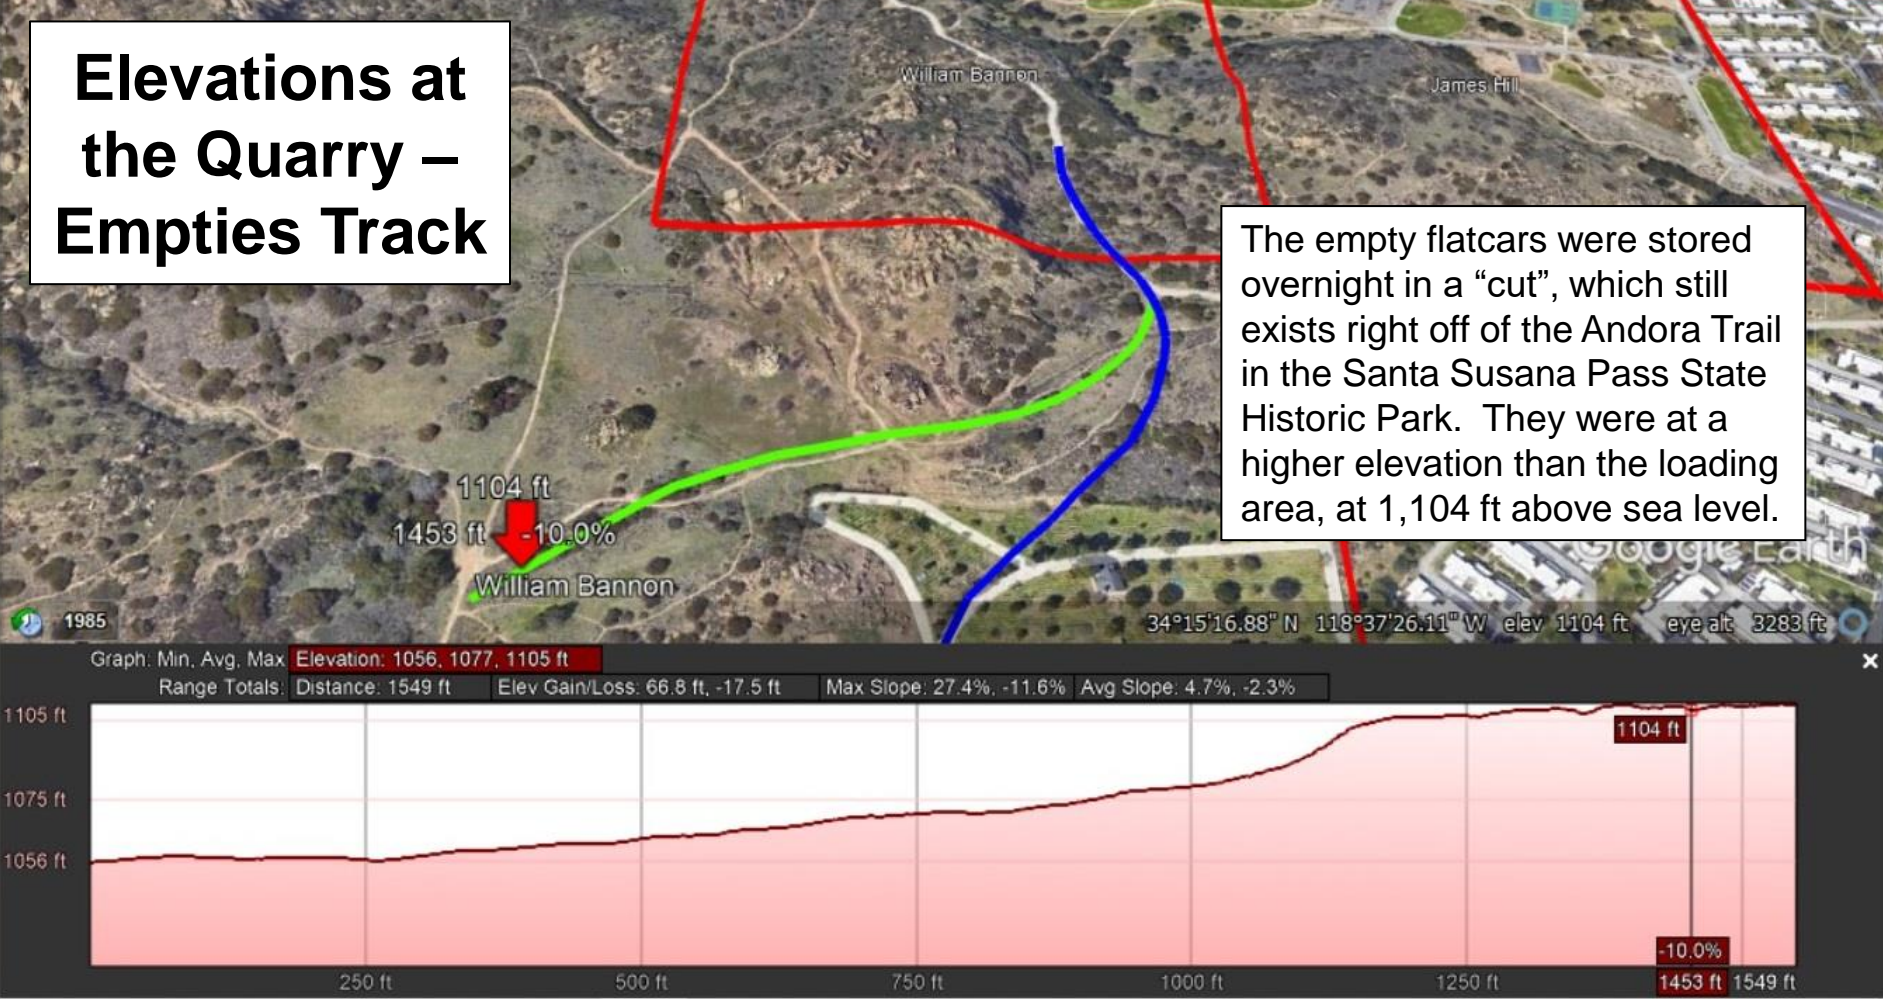 Elevations at
the Quarry –
Empties Track
William Bannon
James Hill
The empty flatcars were stored
overnight in a “cut”, which still
exists right off of the Andora Trail
in the Santa Susana Pass State
Historic Park.  They were at a
higher elevation than the loading
area, at 1,104 ft above sea level.
1104 ft
1453 ft -10.0%
William Bannon
Google Earth
1985
34°15'16.88" N 118°37'26.11" W elev 1104 ft eye alt 3283 ft
Graph: Min, Avg, Max Elevation: 1056, 1077, 1105 ft
Range Totals: Distance: 1549 ft Elev Gain/Loss: 66.8 ft, -17.5 ft Max Slope: 27.4%, -11.6% Avg Slope: 4.7%, -2.3%
1105 ft
1104 ft
1075 ft
1056 ft
-10.0%
250 ft 500 ft 750 ft 1000 ft 1250 ft 1453 ft 1549 ft